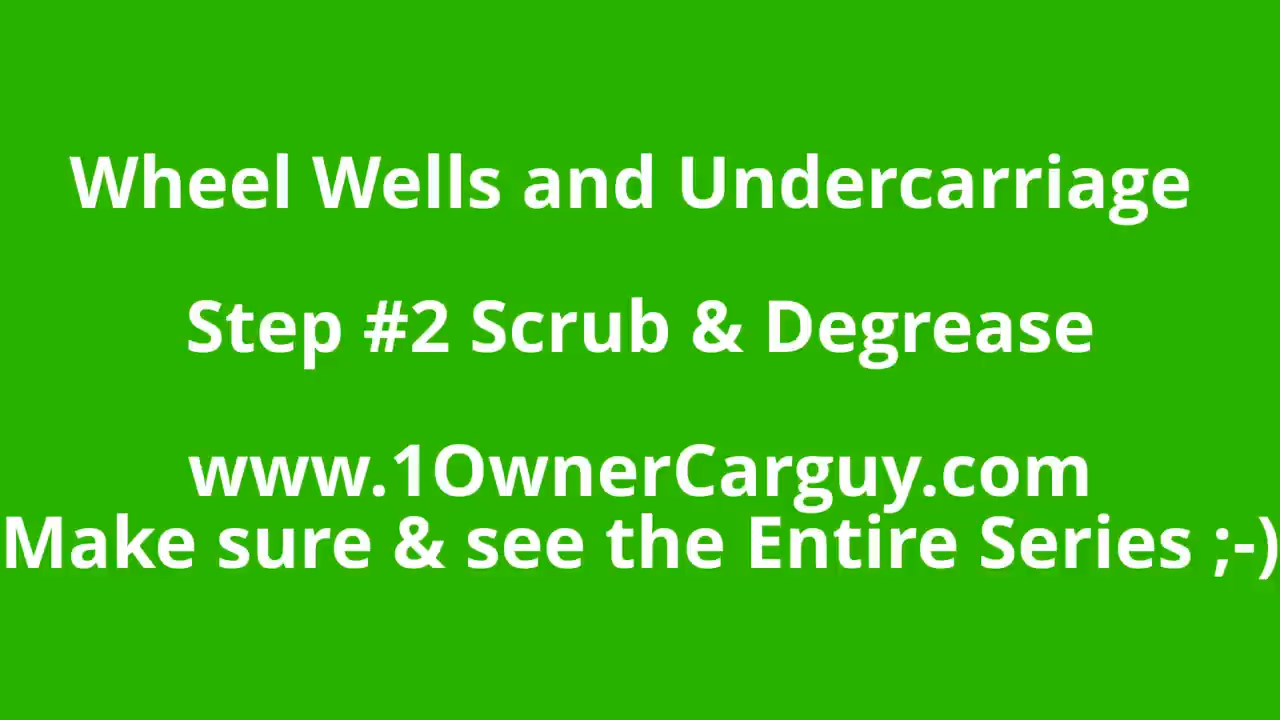 Wheel Wells and Undercarriage
Step #2 Scrub & Degrease
www.1OwnerCarguy.com
Make sure & see the Entire Series ;-)